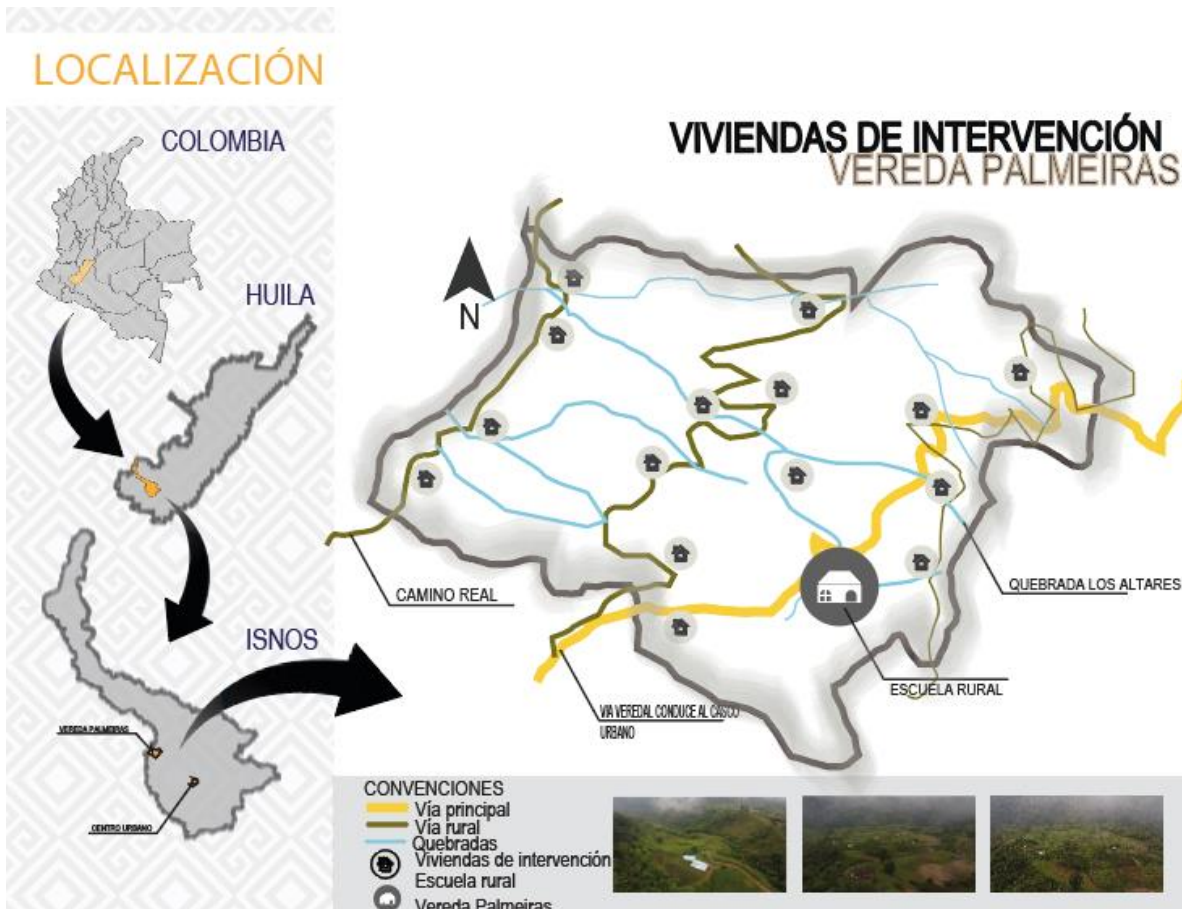 LOCALIZACIÓN
COLOMBIA
HUILA
ISNOS
VEREDA PALMEIRAS
CENTRO URBANO
VIVIENDAS DE INTERVENCIÓN
VEREDA PALMEIRAS
N
CAMINO REAL
QUEBRADA LOS ALTARES
ESCUELA RURAL
VIA VEREDAL CONDUCE AL CASCO
URBANO
CONVENCIONES
Vía principal
Vía rural
Quebradas
Viviendas de intervención
Escuela rural
Vereda Palmeiras